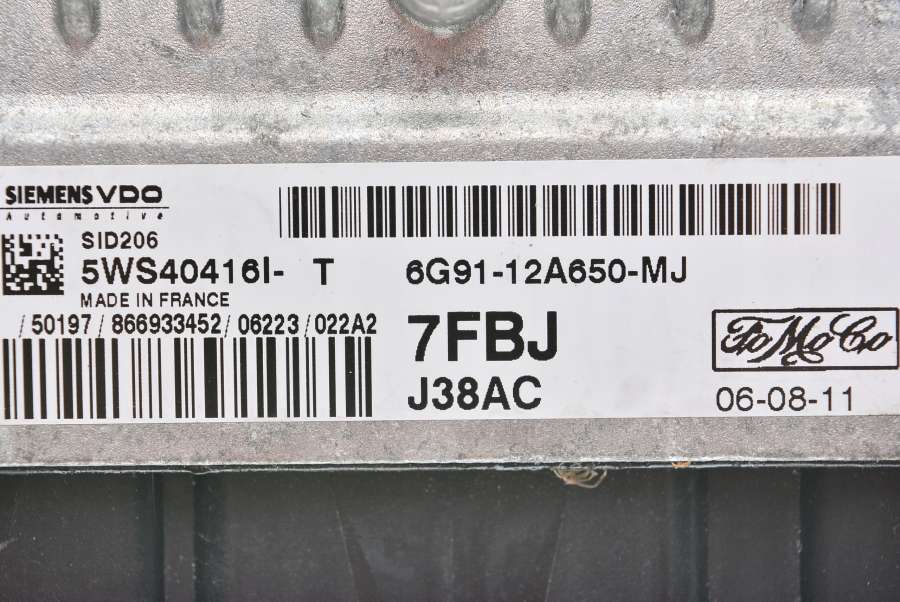 SIEMENS VDO
Automotive
SID206
5WS40416I- T 6G91-12A650-MJ
MADE IN FRANCE
/50197/866933452/06223/022A2
7FBJ
FoMoCo
J38AC
06-08-11